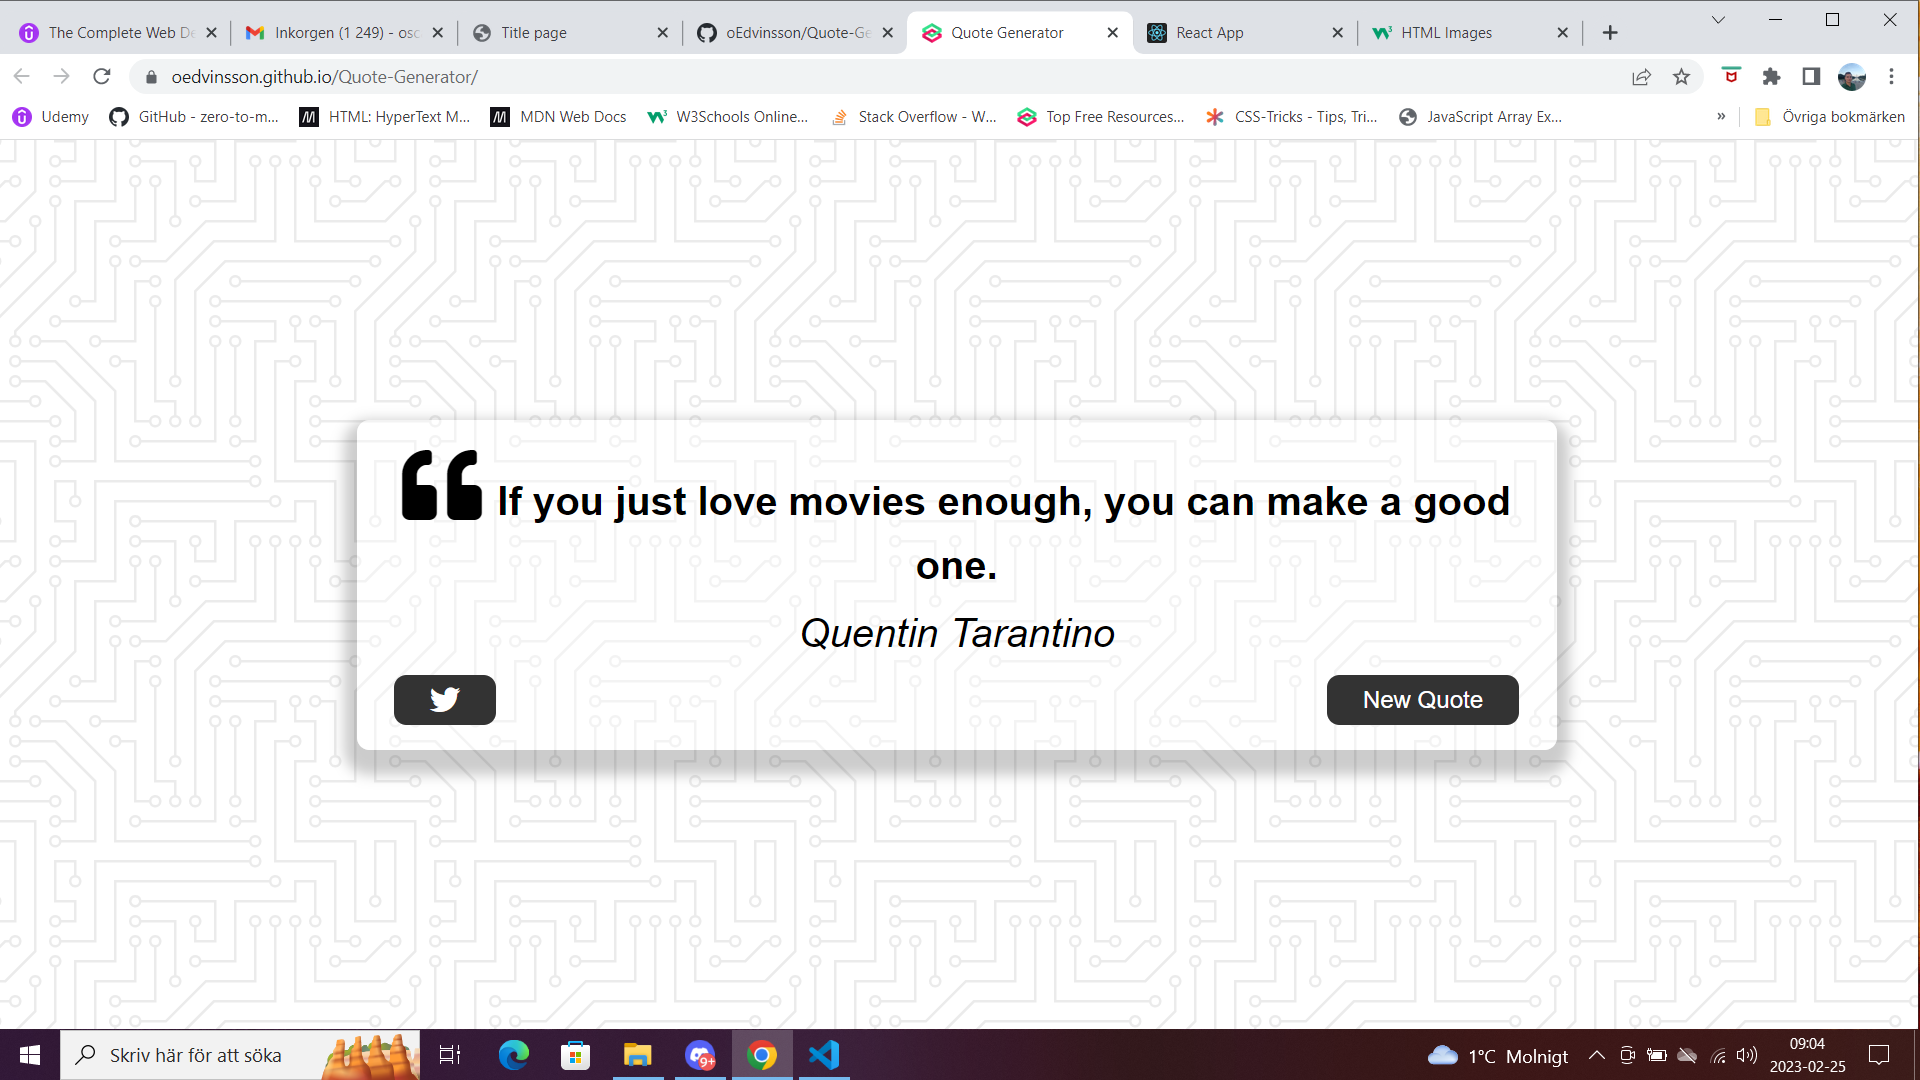 The Complete Web De
Inkorgen (1 249) - osc
Title page
oEdvinsson/Quote-Ge
Quote Generator
React App
HTML Images
oedvinsson.github.io/Quote-Generator/
Udemy
GitHub - zero-to-m...
HTML: HyperText M...
MDN Web Docs
W3Schools Online...
Stack Overflow - W...
Top Free Resources...
CSS-Tricks - Tips, Tri...
JavaScript Array Ex...
»
Övriga bokmärken
If you just love movies enough, you can make a good
one.
Quentin Tarantino
New Quote
Skriv här för att söka
9+
1°C Molnigt
09:04
2023-02-25